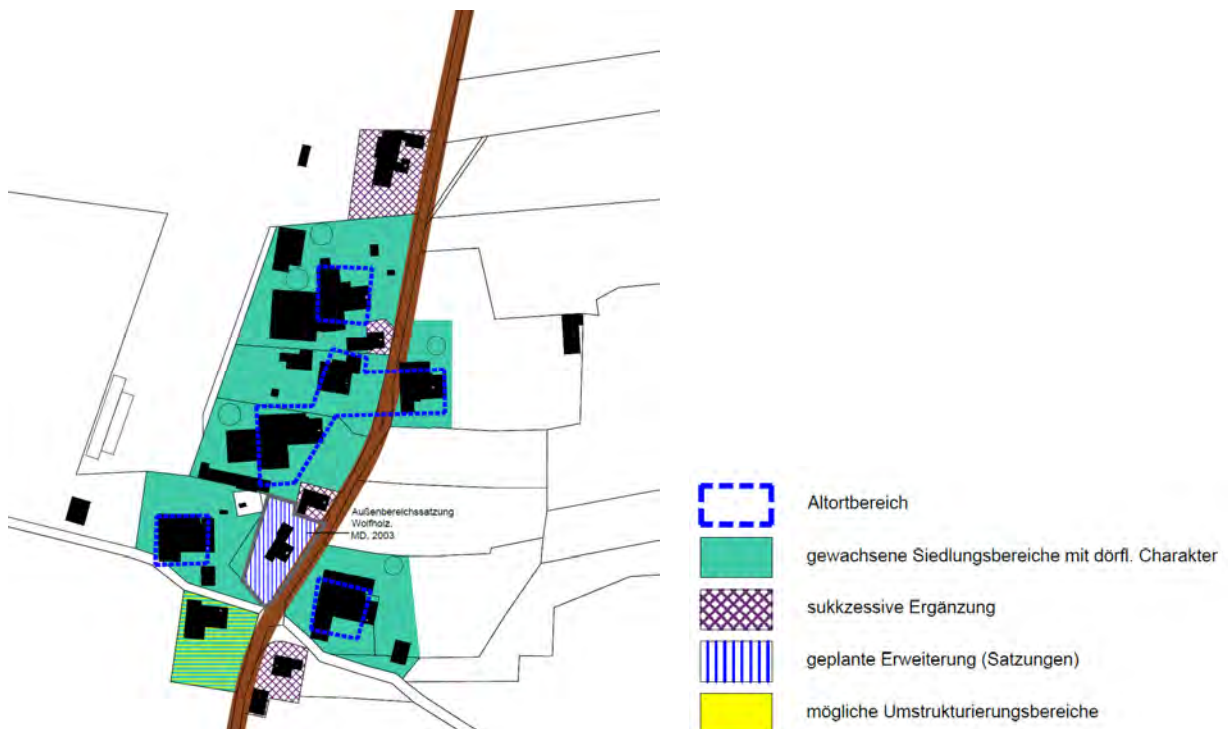 Außenbereichssatzung
Wolfholz.
MD, 2003
Altortbereich
gewachsene Siedlungsbereiche mit dörfl. Charakter
sukkzessive Ergänzung
geplante Erweiterung (Satzungen)
mögliche Umstrukturierungsbereiche